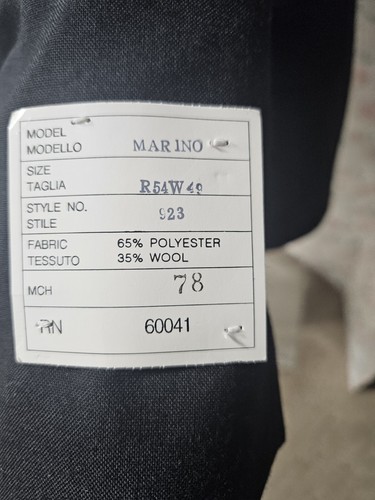 MODEL
MODELLO MARINO
SIZE
TAGLIA R54W49
STYLE NO. 923
STILE
FABRIC 65% POLYESTER
TESSUTO 35% WOOL
MCH 78
RN 60041